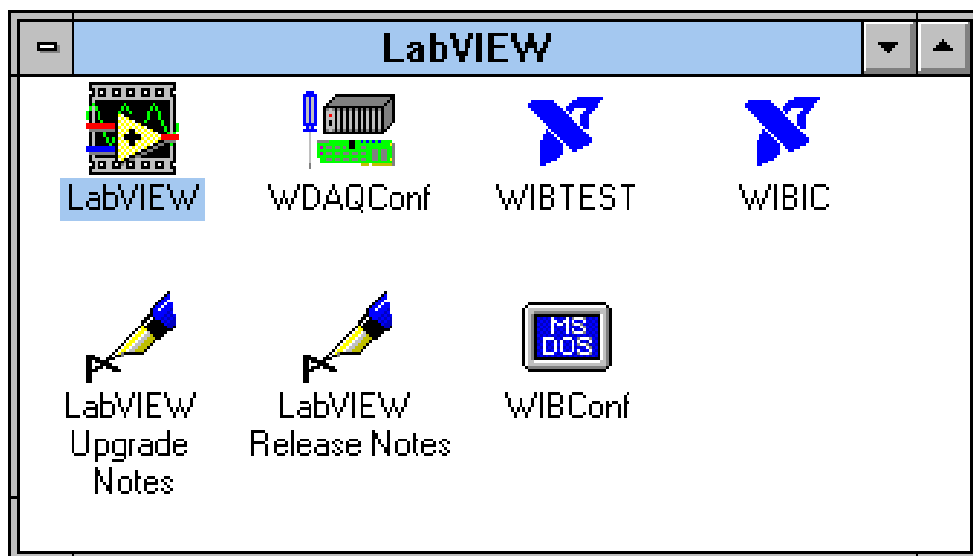 LabVIEW
LabVIEW
WDAQConf
WIBTEST
WIBIC
LabVIEW
Upgrade
Notes
LabVIEW
Release Notes
MS
DOS
WIBConf